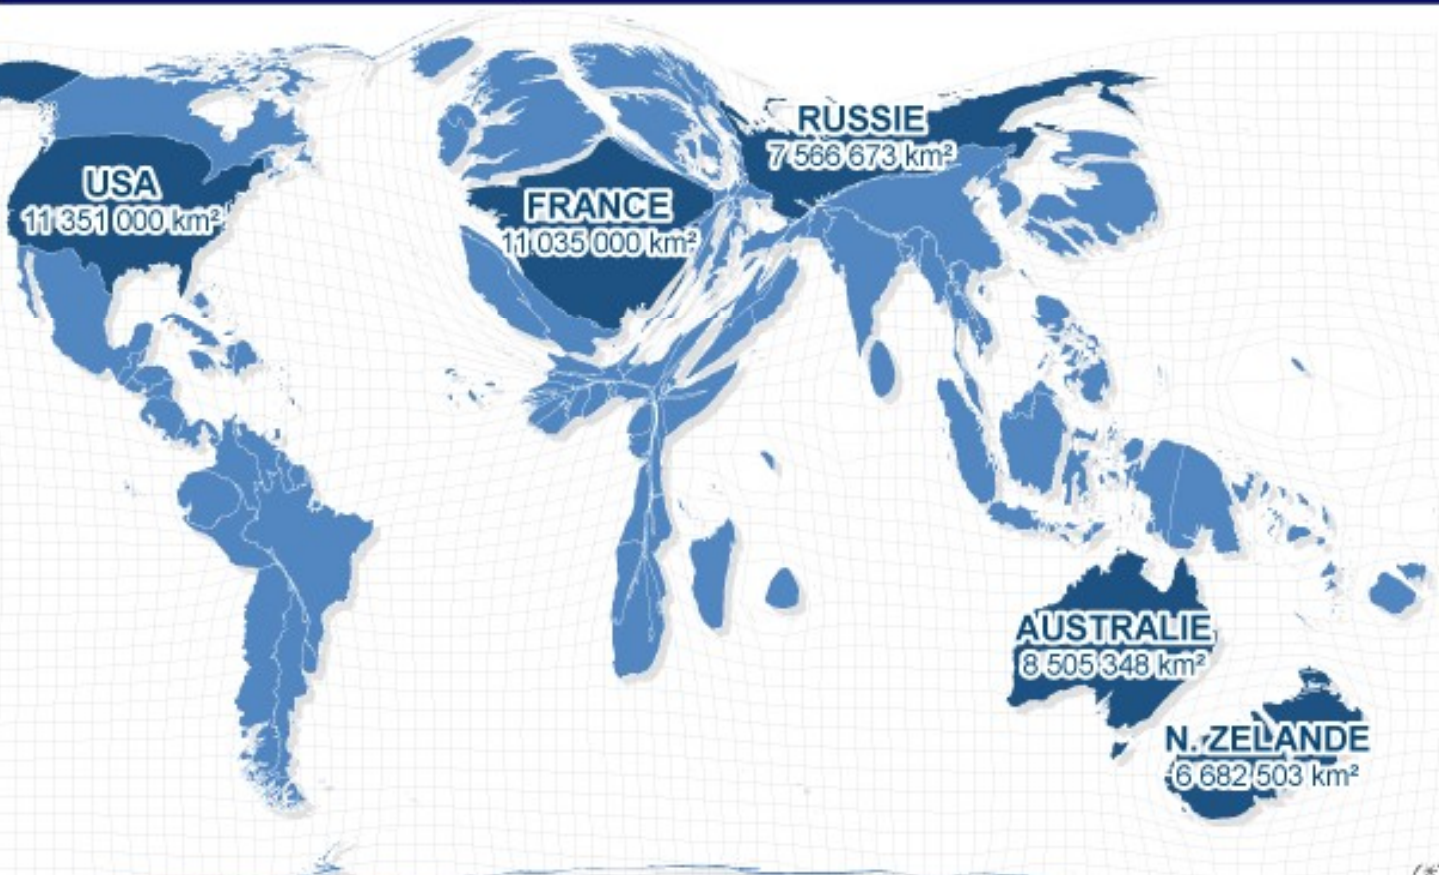 RUSSIE
7 566 673 km²
USA
11 351 000 km²
FRANCE
11 035 000 km²
AUSTRALIE
8 505 348 km²
N. ZELANDE
6 682 503 km²